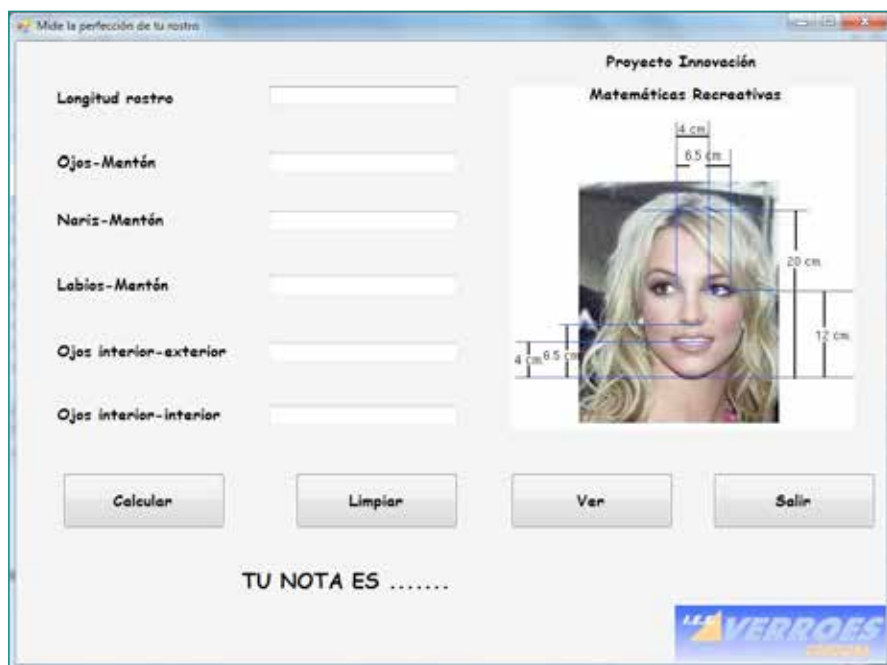 Mide la perfección de tu rostro
Proyecto Innovación
Matemáticas Recreativas
Longitud rostro
Ojos-Mentón
Nariz-Mentón
Labios-Mentón
Ojos interior-exterior
Ojos interior-interior
4 cm.
6.5 cm.
20 cm.
12 cm.
4 cm.
6.5 cm.
Calcular
Limpiar
Ver
Salir
TU NOTA ES .......
I.E.S.
AVERROES
CÓRDOBA